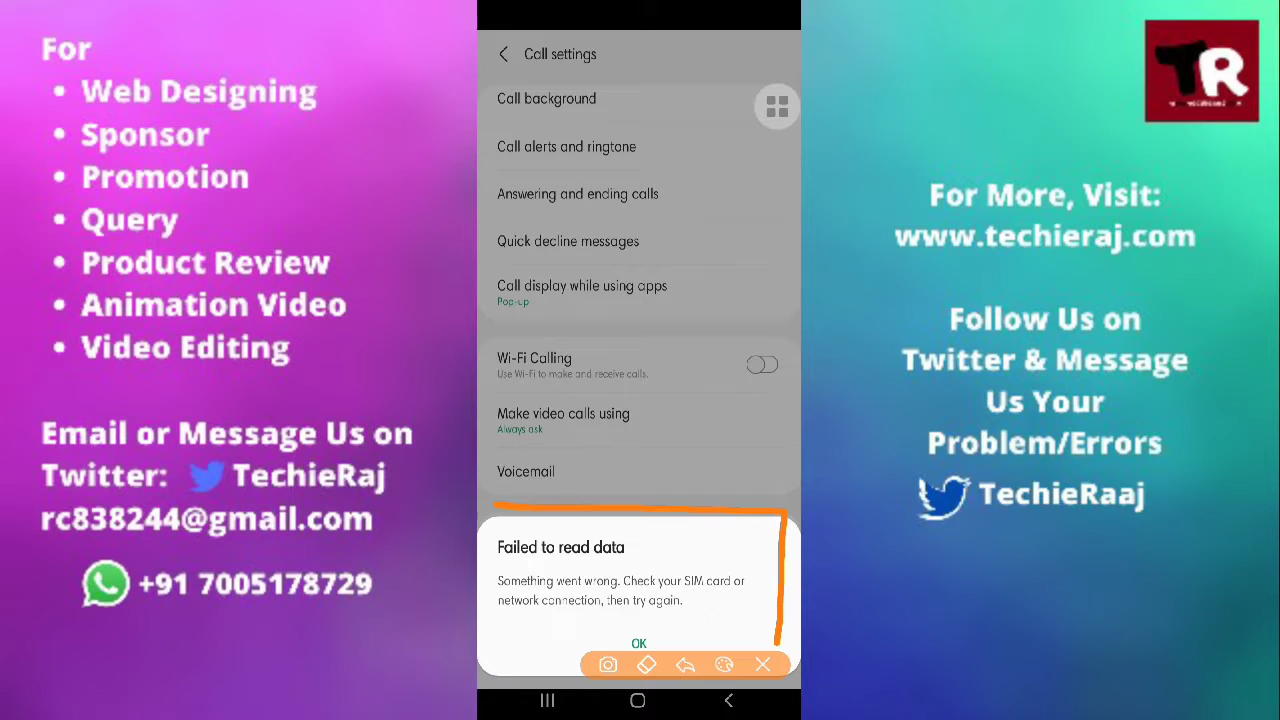 For
• Web Designing
• Sponsor
• Promotion
• Query
• Product Review
• Animation Video
• Video Editing
Email or Message Us on
Twitter: TechieRaj
rc838244@gmail.com
+91 7005178729
Call settings
Call background
Call alerts and ringtone
Answering and ending calls
Quick decline messages
Call display while using apps
Pop-up
Wi-Fi Calling
Use Wi-Fi to make and receive calls.
Make video calls using
Always ask
Voicemail
Failed to read data
Something went wrong. Check your SIM card or
network connection, then try again.
OK
TR
For More, Visit:
www.techieraj.com
Follow Us on
Twitter & Message
Us Your
Problem/Errors
TechieRaaj